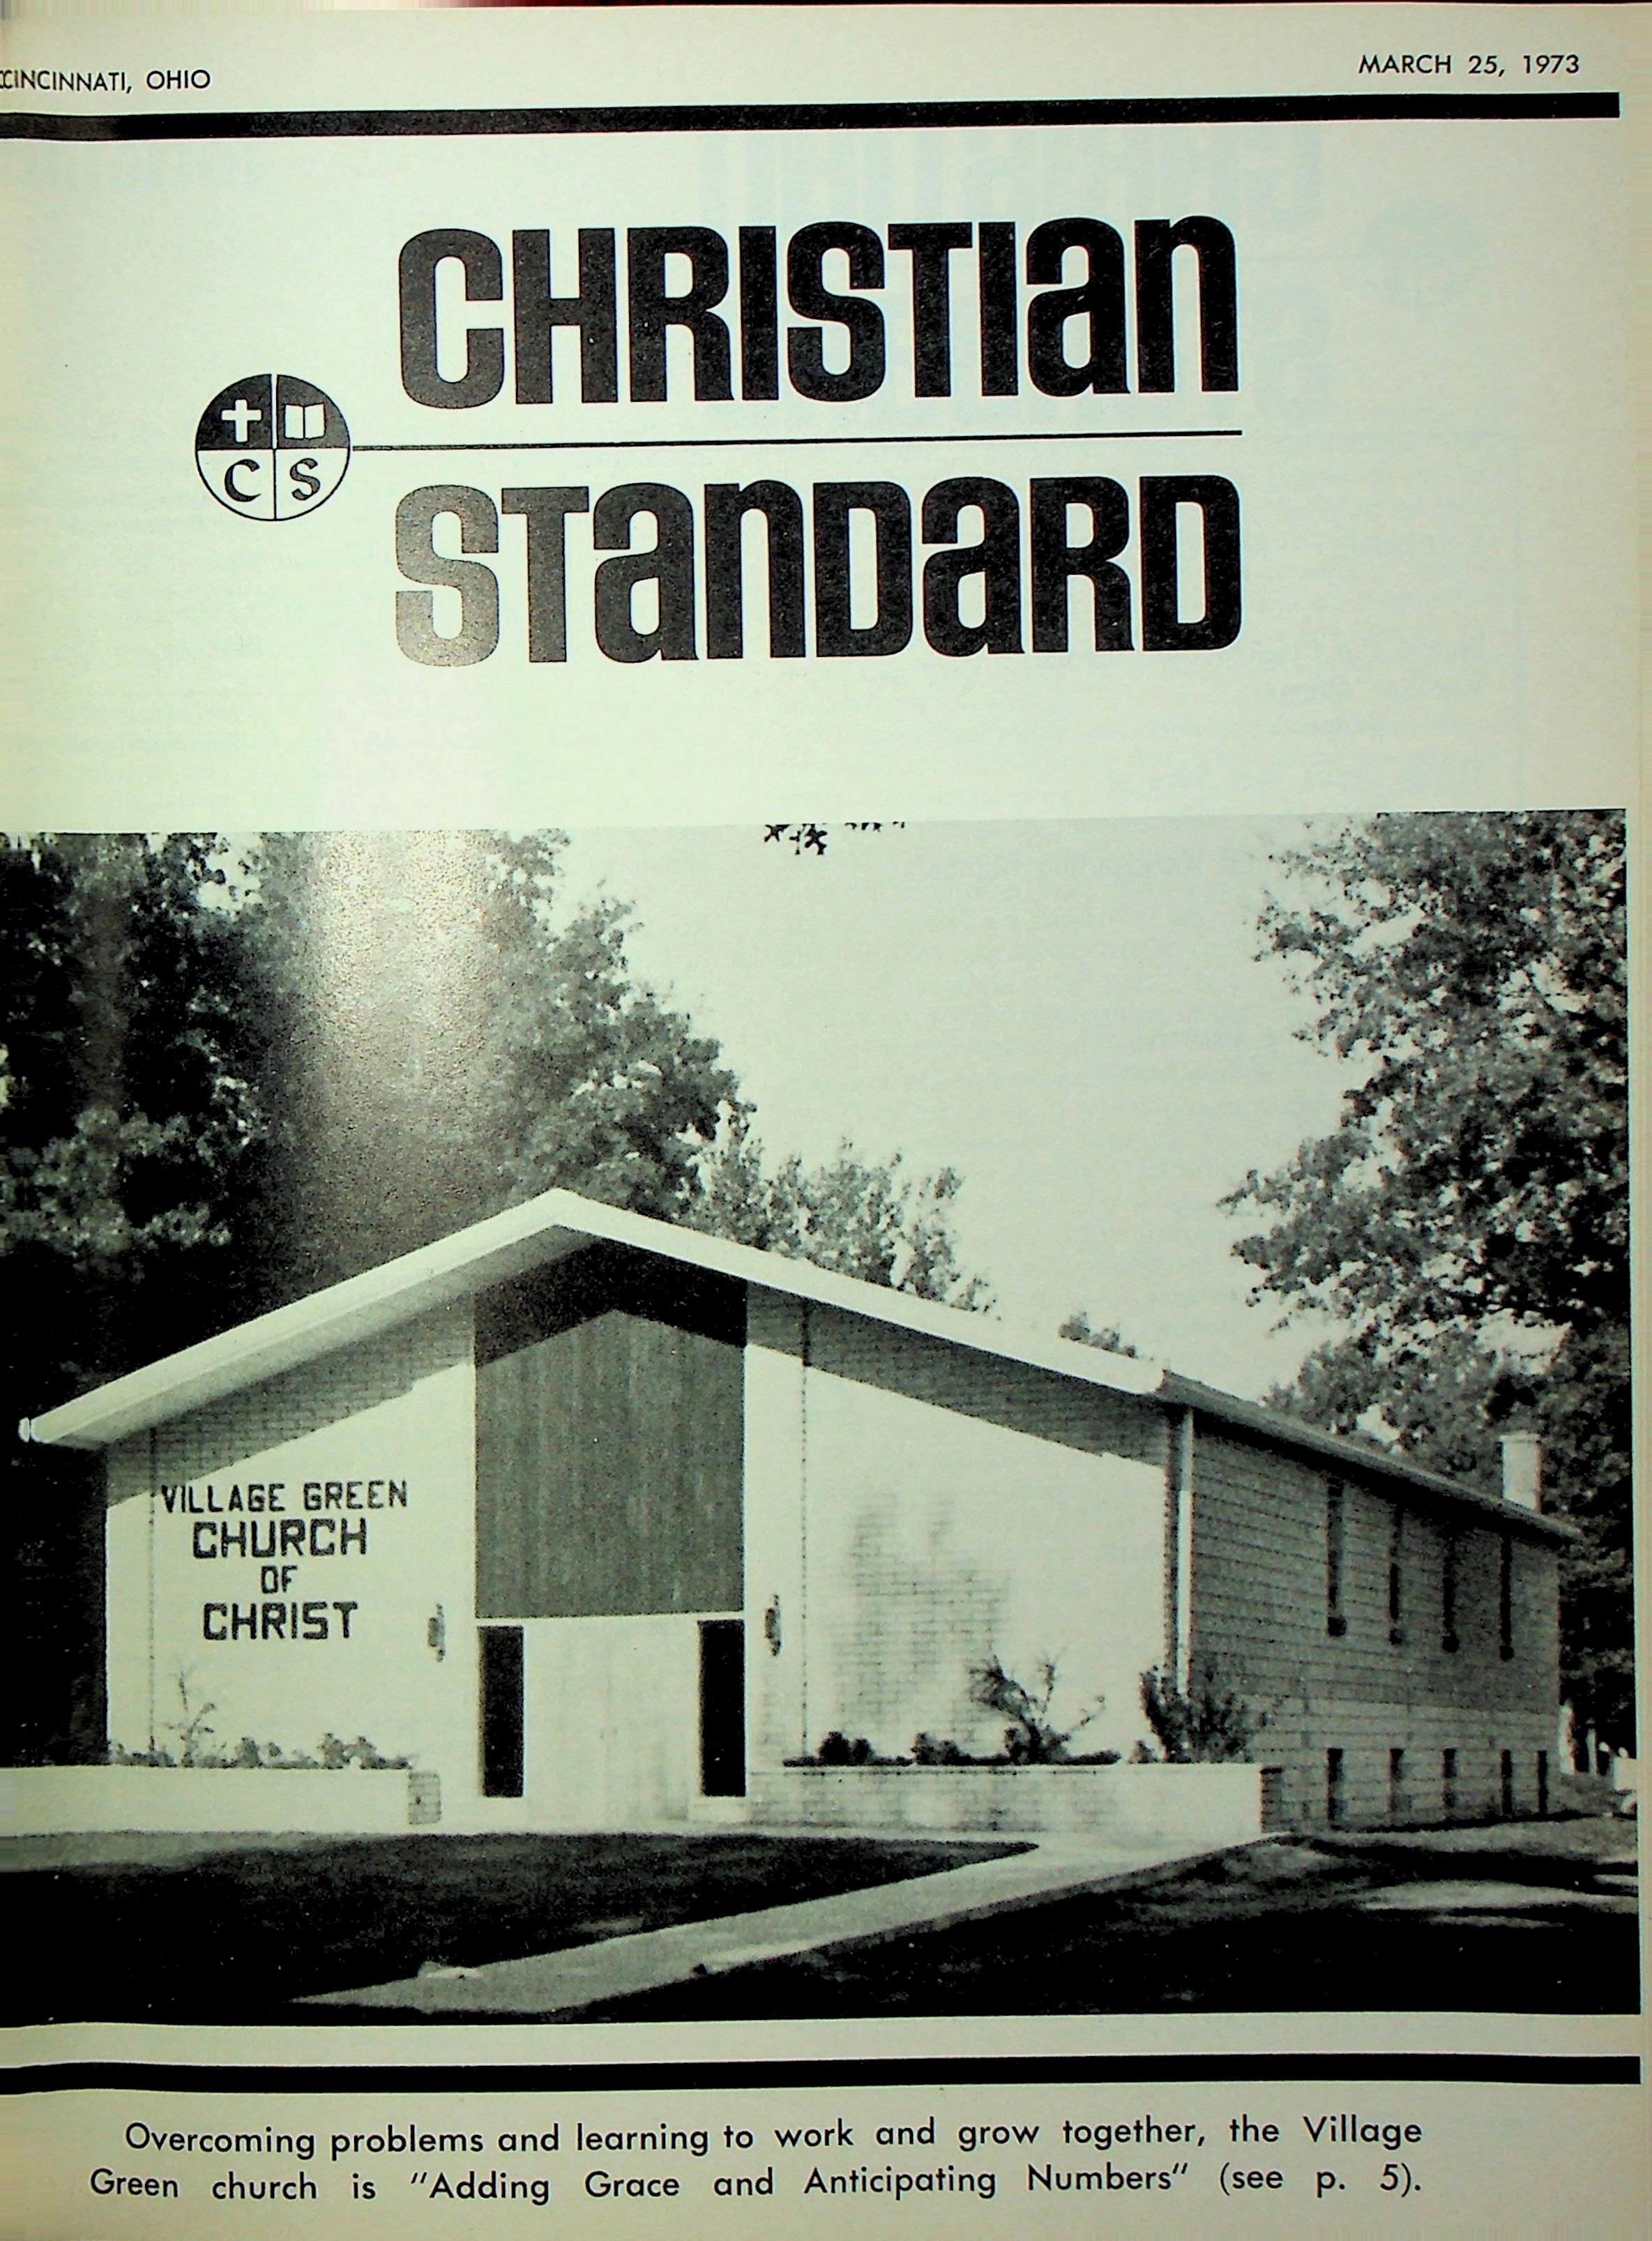 CINCINNATI, OHIO
MARCH 25, 1973
CHRISTIan
C S
STanDaRD
VILLAGE GREEN
CHURCH
OF
CHRIST
Overcoming problems and learning to work and grow together, the Village
Green church is "Adding Grace and Anticipating Numbers" (see p. 5).